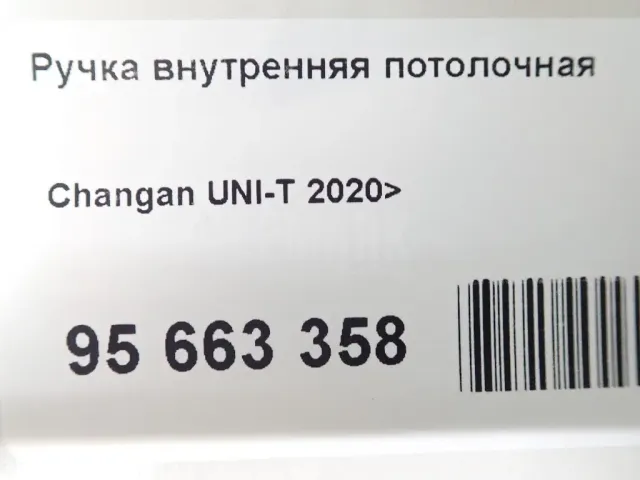 Ручка внутренняя потолочная
Changan UNI-T 2020>
95 663 358